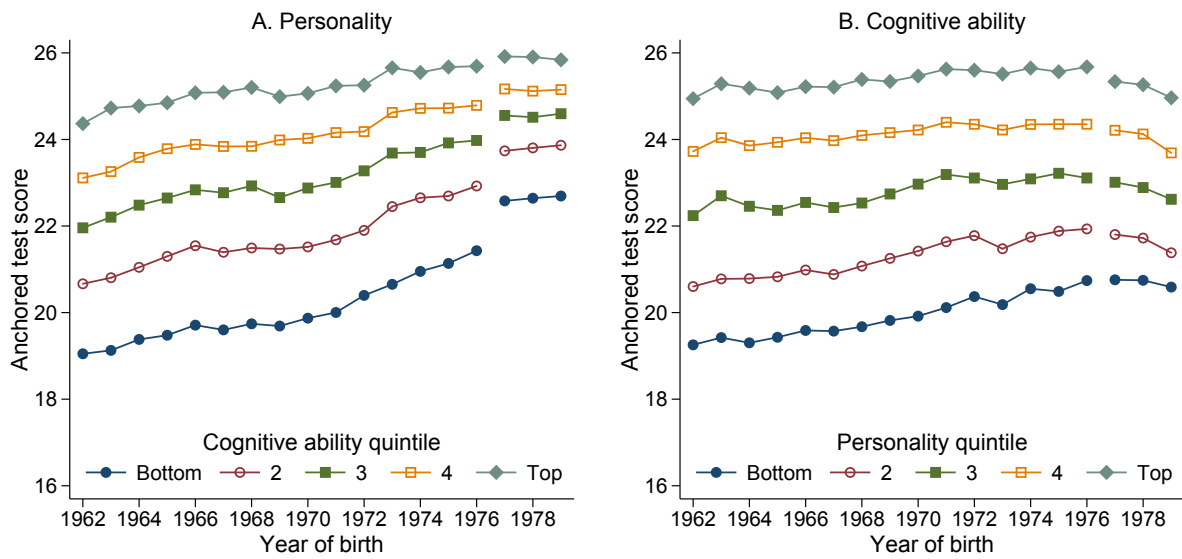 A. Personality
Anchored test score
26
24
22
20
18
16
Cognitive ability quintile
Bottom 2 3 4 Top
1962 1964 1966 1968 1970 1972 1974 1976 1978
Year of birth
B. Cognitive ability
Anchored test score
26
24
22
20
18
16
Personality quintile
Bottom 2 3 4 Top
1962 1964 1966 1968 1970 1972 1974 1976 1978
Year of birth